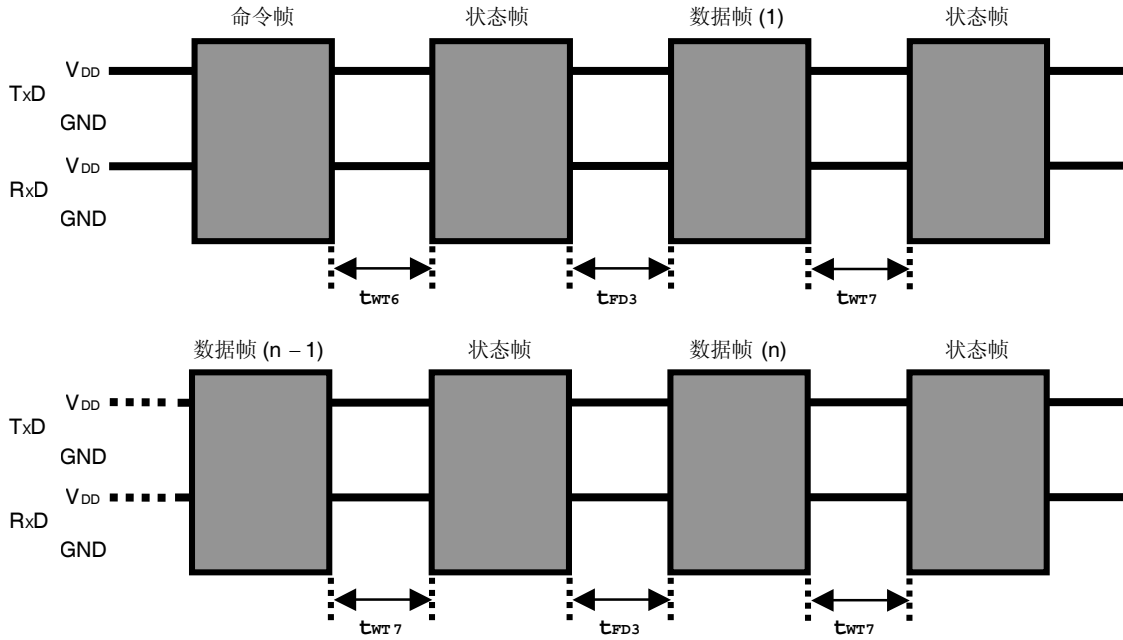 命令帧 状态帧 数据帧 (1) 状态帧
VDD
TxD
GND
VDD
RxD
GND
tWT6 tFD3 tWT7
数据帧 (n – 1) 状态帧 数据帧 (n) 状态帧
VDD
TxD
GND
VDD
RxD
GND
tWT7 tFD3 tWT7